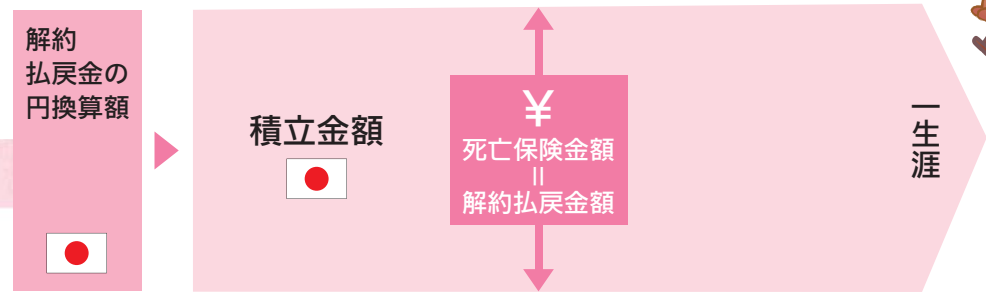 解約
払戻金の
円換算額
積立金額
¥
死亡保険金額
=
解約払戻金額
一生涯